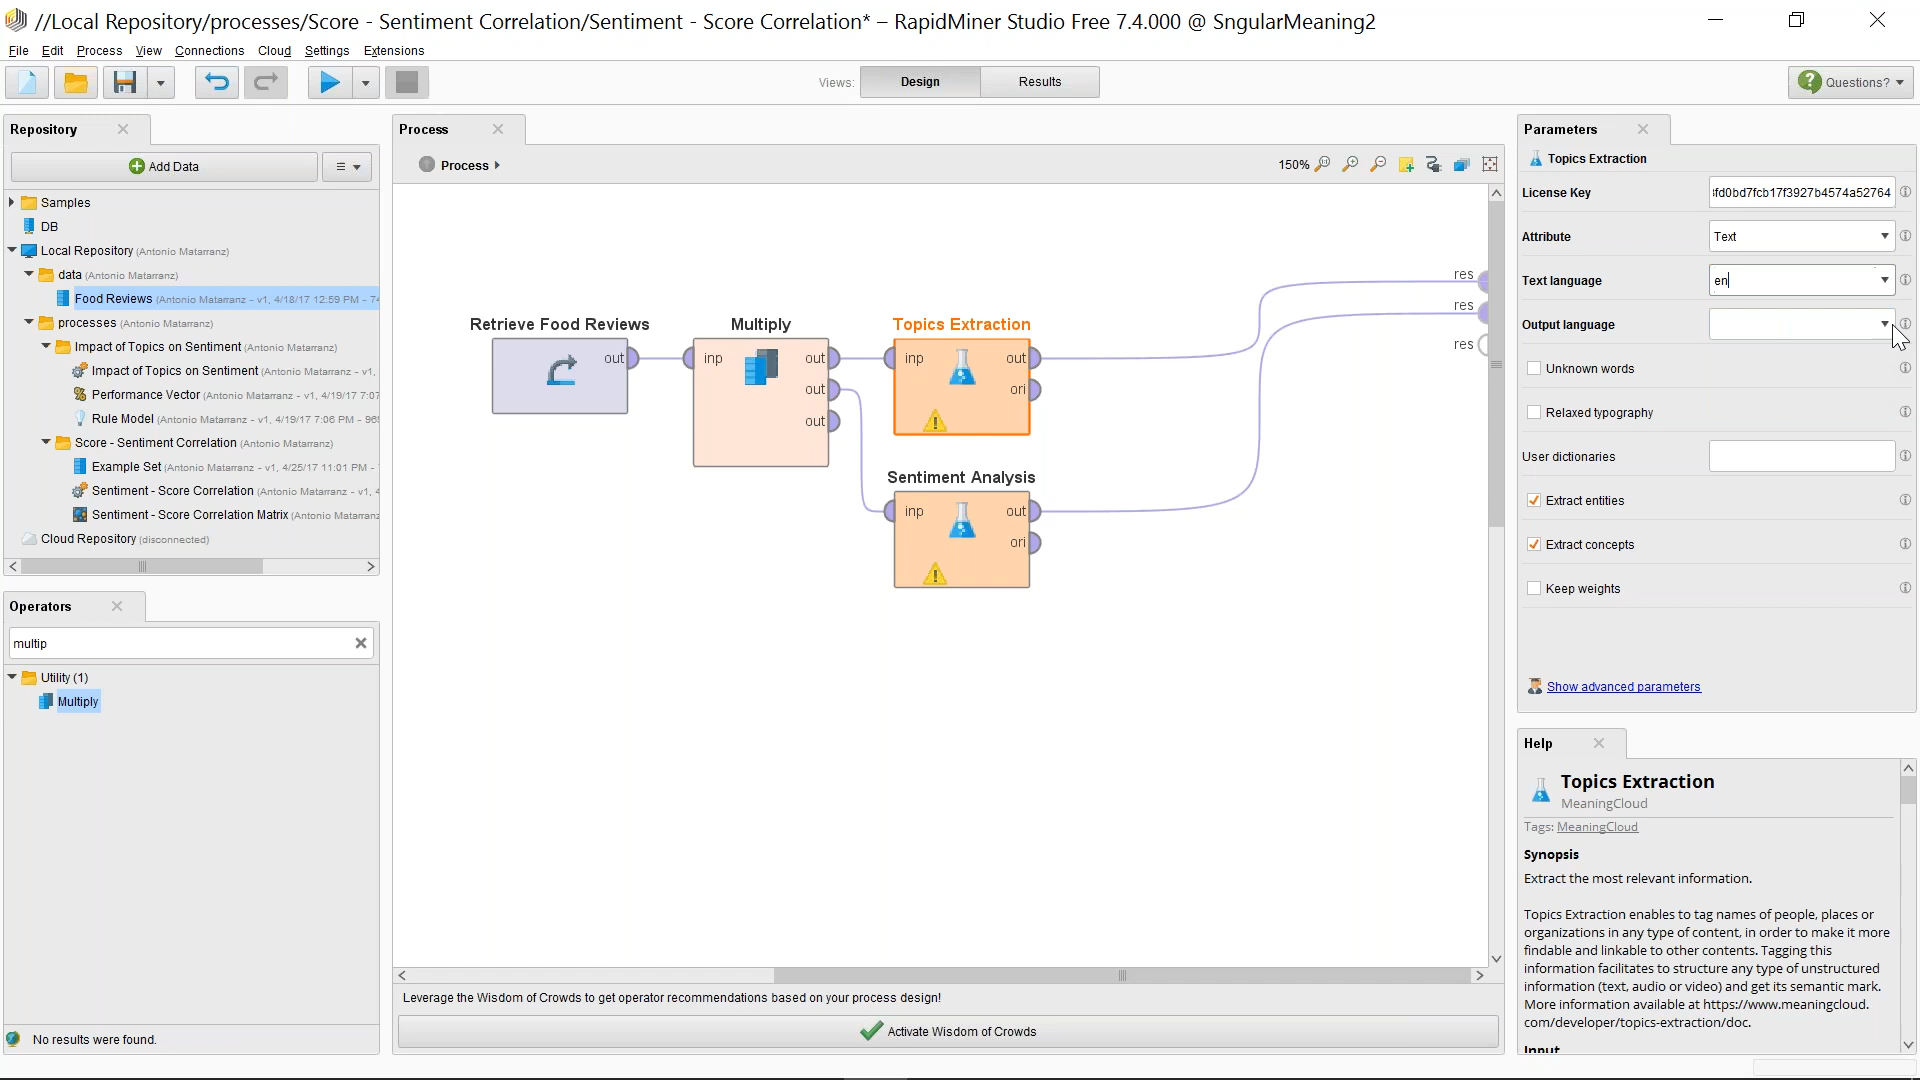 //Local Repository/processes/Score - Sentiment Correlation/Sentiment - Score Correlation* – RapidMiner Studio Free 7.4.000 @ SngularMeaning2
File Edit Process View Connections Cloud Settings Extensions
Views: Design Results
Questions?
Repository
Add Data
Samples
DB
Local Repository (Antonio Matarranz)
data (Antonio Matarranz)
Food Reviews (Antonio Matarranz - v1, 4/18/17 12:59 PM - 74
processes (Antonio Matarranz)
Impact of Topics on Sentiment (Antonio Matarranz)
Impact of Topics on Sentiment (Antonio Matarranz - v1,
Performance Vector (Antonio Matarranz - v1, 4/19/17 7:07
Rule Model (Antonio Matarranz - v1, 4/19/17 7:06 PM - 96
Score - Sentiment Correlation (Antonio Matarranz)
Example Set (Antonio Matarranz - v1, 4/25/17 11:01 PM -
Sentiment - Score Correlation (Antonio Matarranz - v1, 4
Sentiment - Score Correlation Matrix (Antonio Matarranz
Cloud Repository (disconnected)
Operators
multip
Utility (1)
Multiply
No results were found.
Process
Process
150%
Retrieve Food Reviews
out
Multiply
inp out
out
out
Topics Extraction
inp out
ori
Sentiment Analysis
inp out
ori
res
res
res
Leverage the Wisdom of Crowds to get operator recommendations based on your process design!
Activate Wisdom of Crowds
Parameters
Topics Extraction
License Key fd0bd7fcb17f3927b4574a52764
Attribute Text
Text language en
Output language
Unknown words
Relaxed typography
User dictionaries
Extract entities
Extract concepts
Keep weights
Show advanced parameters
Help
Topics Extraction
MeaningCloud
Tags: MeaningCloud
Synopsis
Extract the most relevant information.
Topics Extraction enables to tag names of people, places or
organizations in any type of content, in order to make it more
findable and linkable to other contents. Tagging this
information facilitates to structure any type of unstructured
information (text, audio or video) and get its semantic mark.
More information available at https://www.meaningcloud.
com/developer/topics-extraction/doc.
Input